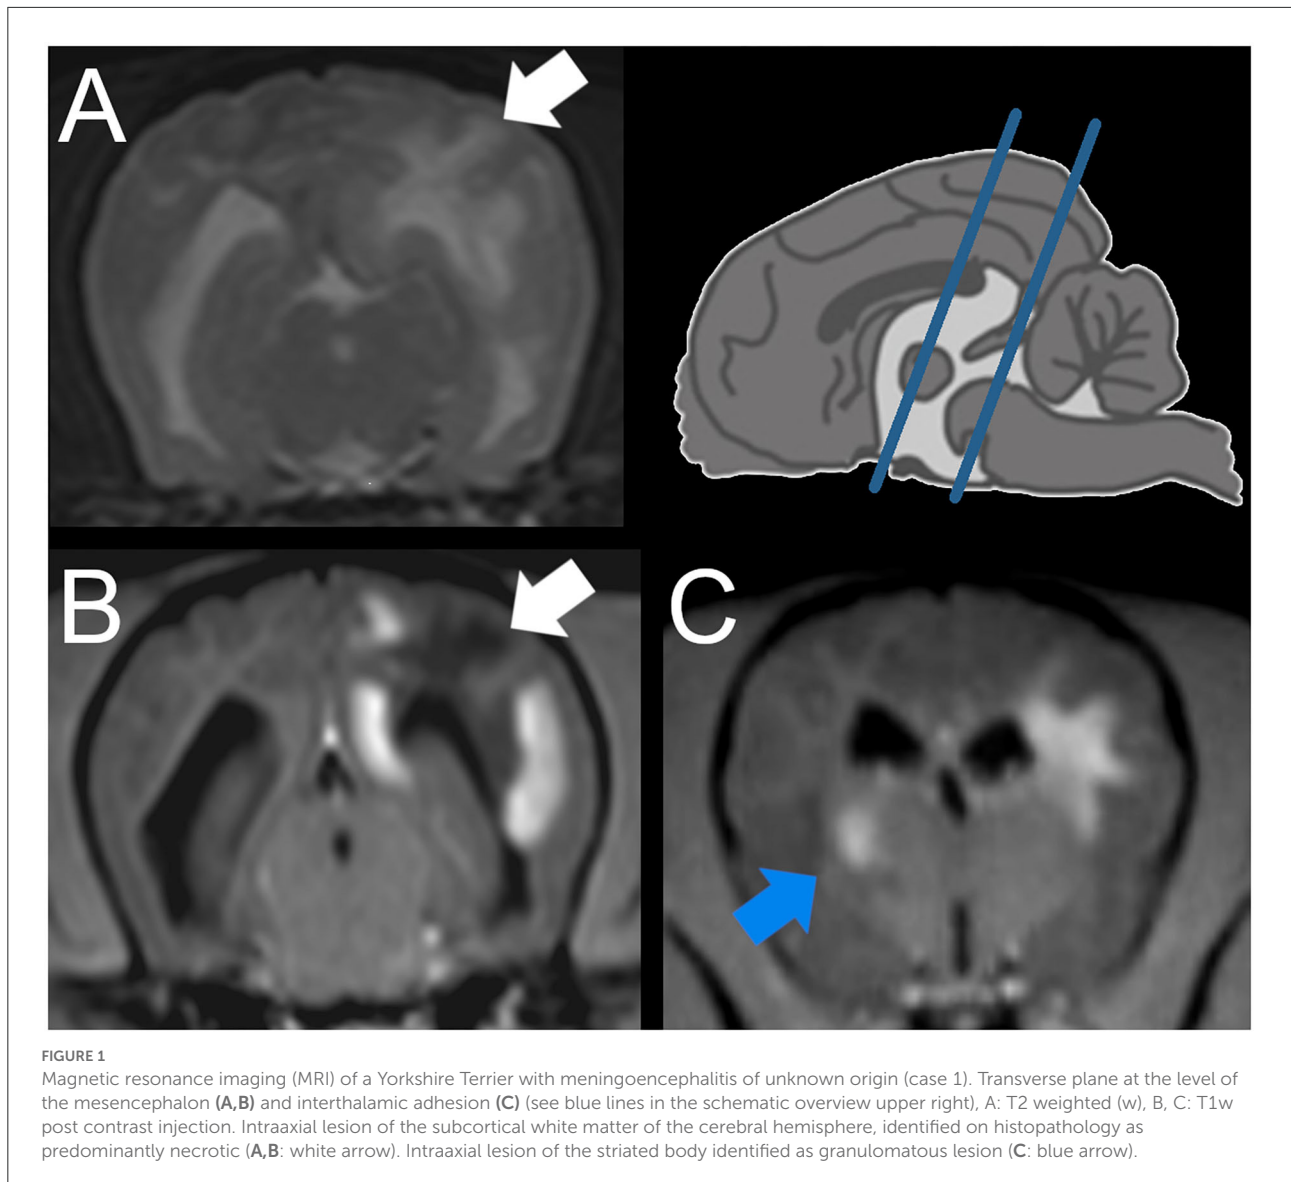 A
B
C
FIGURE 1
Magnetic resonance imaging (MRI) of a Yorkshire Terrier with meningoencephalitis of unknown origin (case 1). Transverse plane at the level of
the mesencephalon (A,B) and interthalamic adhesion (C) (see blue lines in the schematic overview upper right), A: T2 weighted (w), B, C: T1w
post contrast injection. Intraaxial lesion of the subcortical white matter of the cerebral hemisphere, identified on histopathology as
predominantly necrotic (A,B: white arrow). Intraaxial lesion of the striated body identified as granulomatous lesion (C: blue arrow).